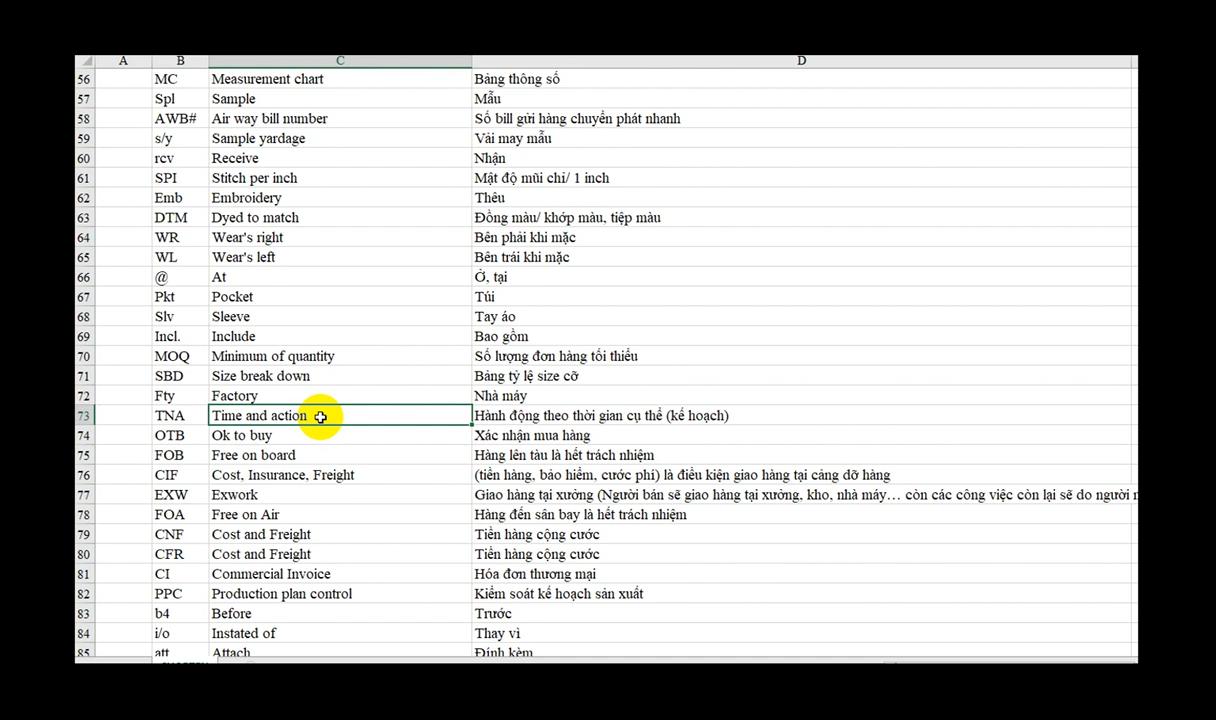 A B C D
56 MC Measurement chart Bảng thông số
57 Spl Sample Mẫu
58 AWB# Air way bill number Số bill gửi hàng chuyển phát nhanh
59 s/y Sample yardage Vải may mẫu
60 rcv Receive Nhận
61 SPI Stitch per inch Mật độ mũi chỉ/ 1 inch
62 Emb Embroidery Thêu
63 DTM Dyed to match Đồng màu/ khớp màu, tiệp màu
64 WR Wear's right Bên phải khi mặc
65 WL Wear's left Bên trái khi mặc
66 @ At Ở, tại
67 Pkt Pocket Túi
68 Slv Sleeve Tay áo
69 Incl. Include Bao gồm
70 MOQ Minimum of quantity Số lượng đơn hàng tối thiểu
71 SBD Size break down Bảng tỷ lệ size cỡ
72 Fty Factory Nhà máy
73 TNA Time and action Hành động theo thời gian cụ thể (kế hoạch)
74 OTB Ok to buy Xác nhận mua hàng
75 FOB Free on board Hàng lên tàu là hết trách nhiệm
76 CIF Cost, Insurance, Freight (tiền hàng, bảo hiểm, cước phí) là điều kiện giao hàng tại cảng dỡ hàng
77 EXW Exwork Giao hàng tại xưởng (Người bán sẽ giao hàng tại xưởng, kho, nhà máy… còn các công việc còn lại sẽ do người
78 FOA Free on Air Hàng đến sân bay là hết trách nhiệm
79 CNF Cost and Freight Tiền hàng cộng cước
80 CFR Cost and Freight Tiền hàng cộng cước
81 CI Commercial Invoice Hóa đơn thương mại
82 PPC Production plan control Kiểm soát kế hoạch sản xuất
83 b4 Before Trước
84 i/o Instated of Thay vì
85 att Attach Đính kèm